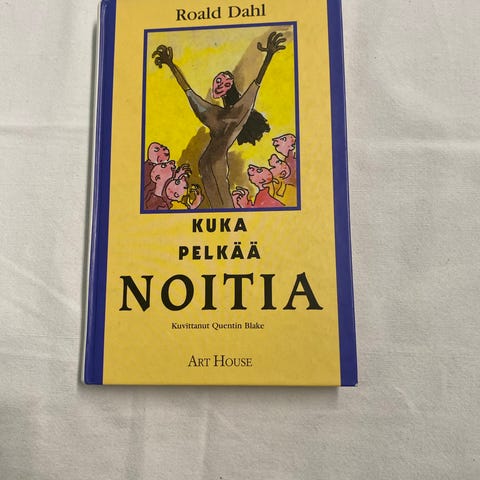 Roald Dahl
KUKA
PELKÄÄ
NOITIA
Kuvittanut Quentin Blake
ART HOUSE